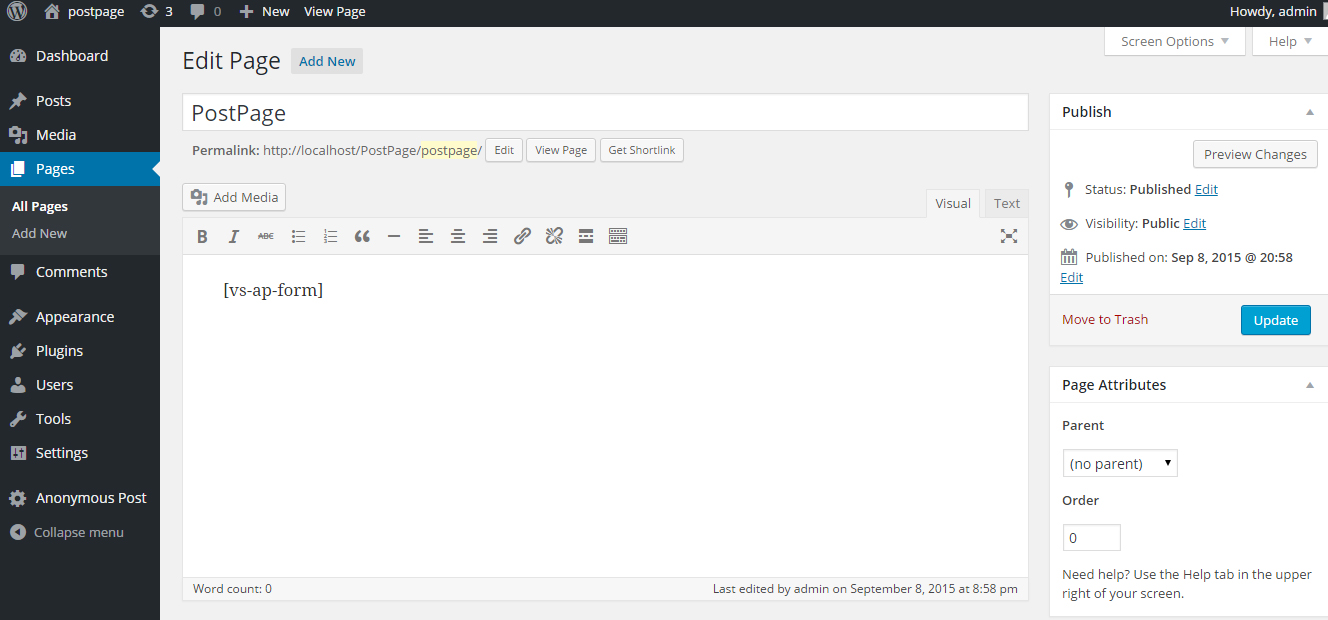 postpage 3 0 New View Page Howdy, admin
Dashboard
Posts
Media
Pages
All Pages
Add New
Comments
Appearance
Plugins
Users
Tools
Settings
Anonymous Post
Collapse menu
Screen Options Help
Edit Page Add New
PostPage
Permalink: http://localhost/PostPage/postpage/ Edit View Page Get Shortlink
Add Media
Visual Text
B I ABC
[vs-ap-form]
Word count: 0 Last edited by admin on September 8, 2015 at 8:58 pm
Publish
Preview Changes
Status: Published Edit
Visibility: Public Edit
Published on: Sep 8, 2015 @ 20:58
Edit
Move to Trash Update
Page Attributes
Parent
(no parent)
Order
0
Need help? Use the Help tab in the upper
right of your screen.